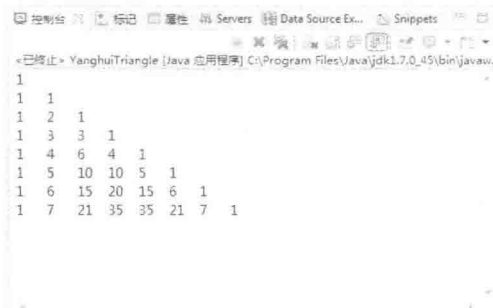 控制台 标记 属性 Servers Data Source Ex... Snippets
<已终止> YanghuiTriangle [Java 应用程序] C:\Program Files\Java\jdk1.7.0_45\bin\javaw.
1
1 1
1 2 1
1 3 3 1
1 4 6 4 1
1 5 10 10 5 1
1 6 15 20 15 6 1
1 7 21 35 35 21 7 1